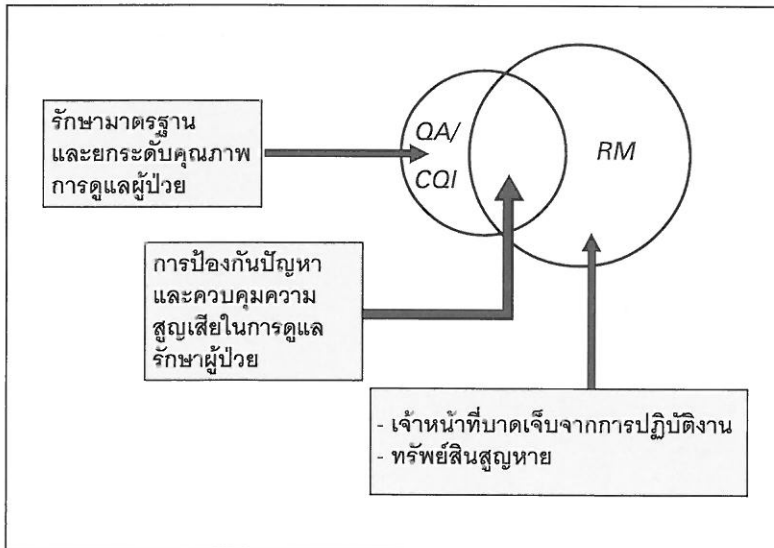 รักษามาตรฐาน
และยกระดับคุณภาพ
การดูแลผู้ป่วย
QA/
CQI
RM
การป้องกันปัญหา
และควบคุมความ
สูญเสียในการดูแล
รักษาผู้ป่วย
- เจ้าหน้าที่บาดเจ็บจากการปฏิบัติงาน
- ทรัพย์สินสูญหาย